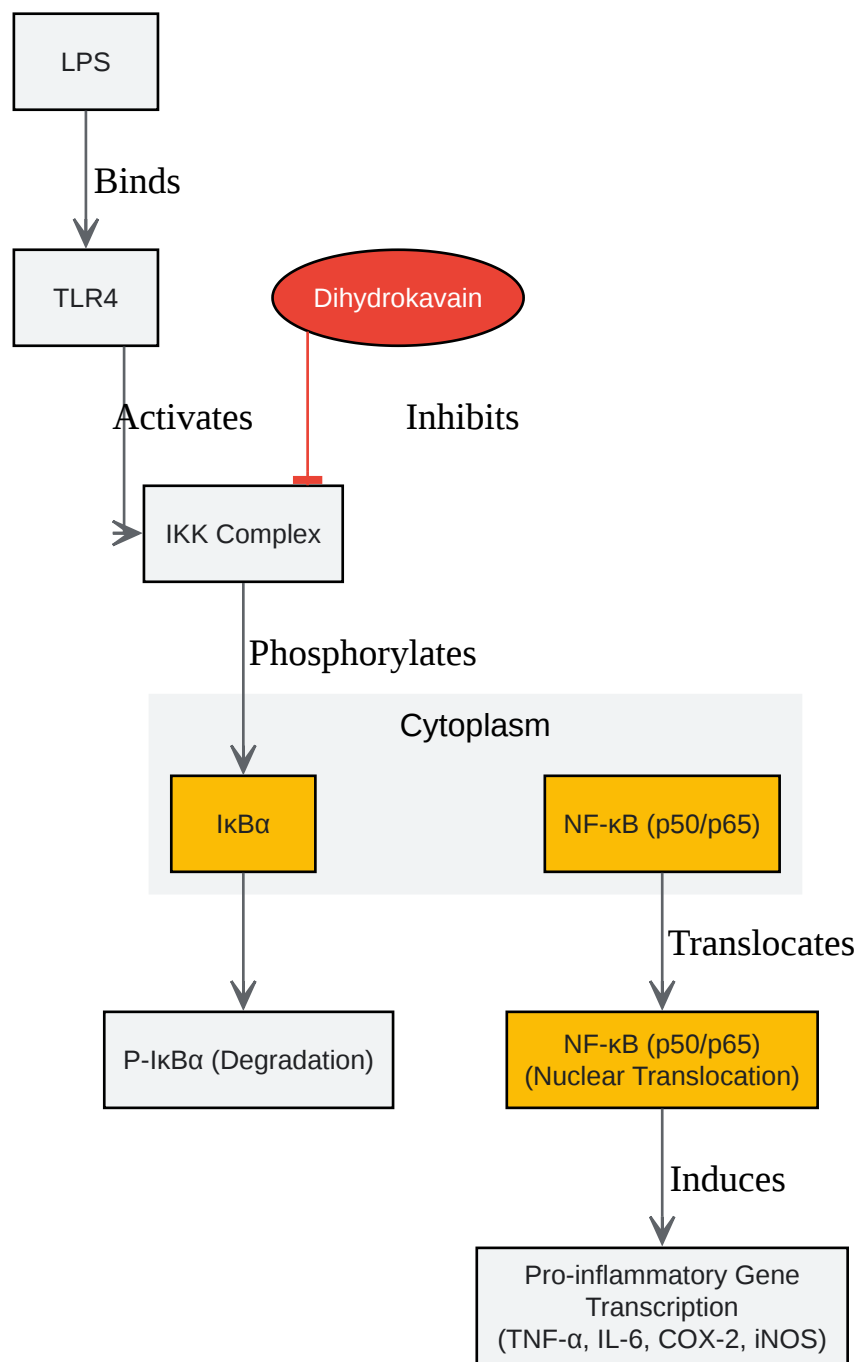 LPS
Binds
TLR4
Dihydrokavain
Activates
Inhibits
IKK Complex
Phosphorylates
Cytoplasm
IκBα
NF-κB (p50/p65)
Translocates
P-IκBα (Degradation)
NF-κB (p50/p65)
(Nuclear Translocation)
Induces
Pro-inflammatory Gene
Transcription
(TNF-α, IL-6, COX-2, iNOS)